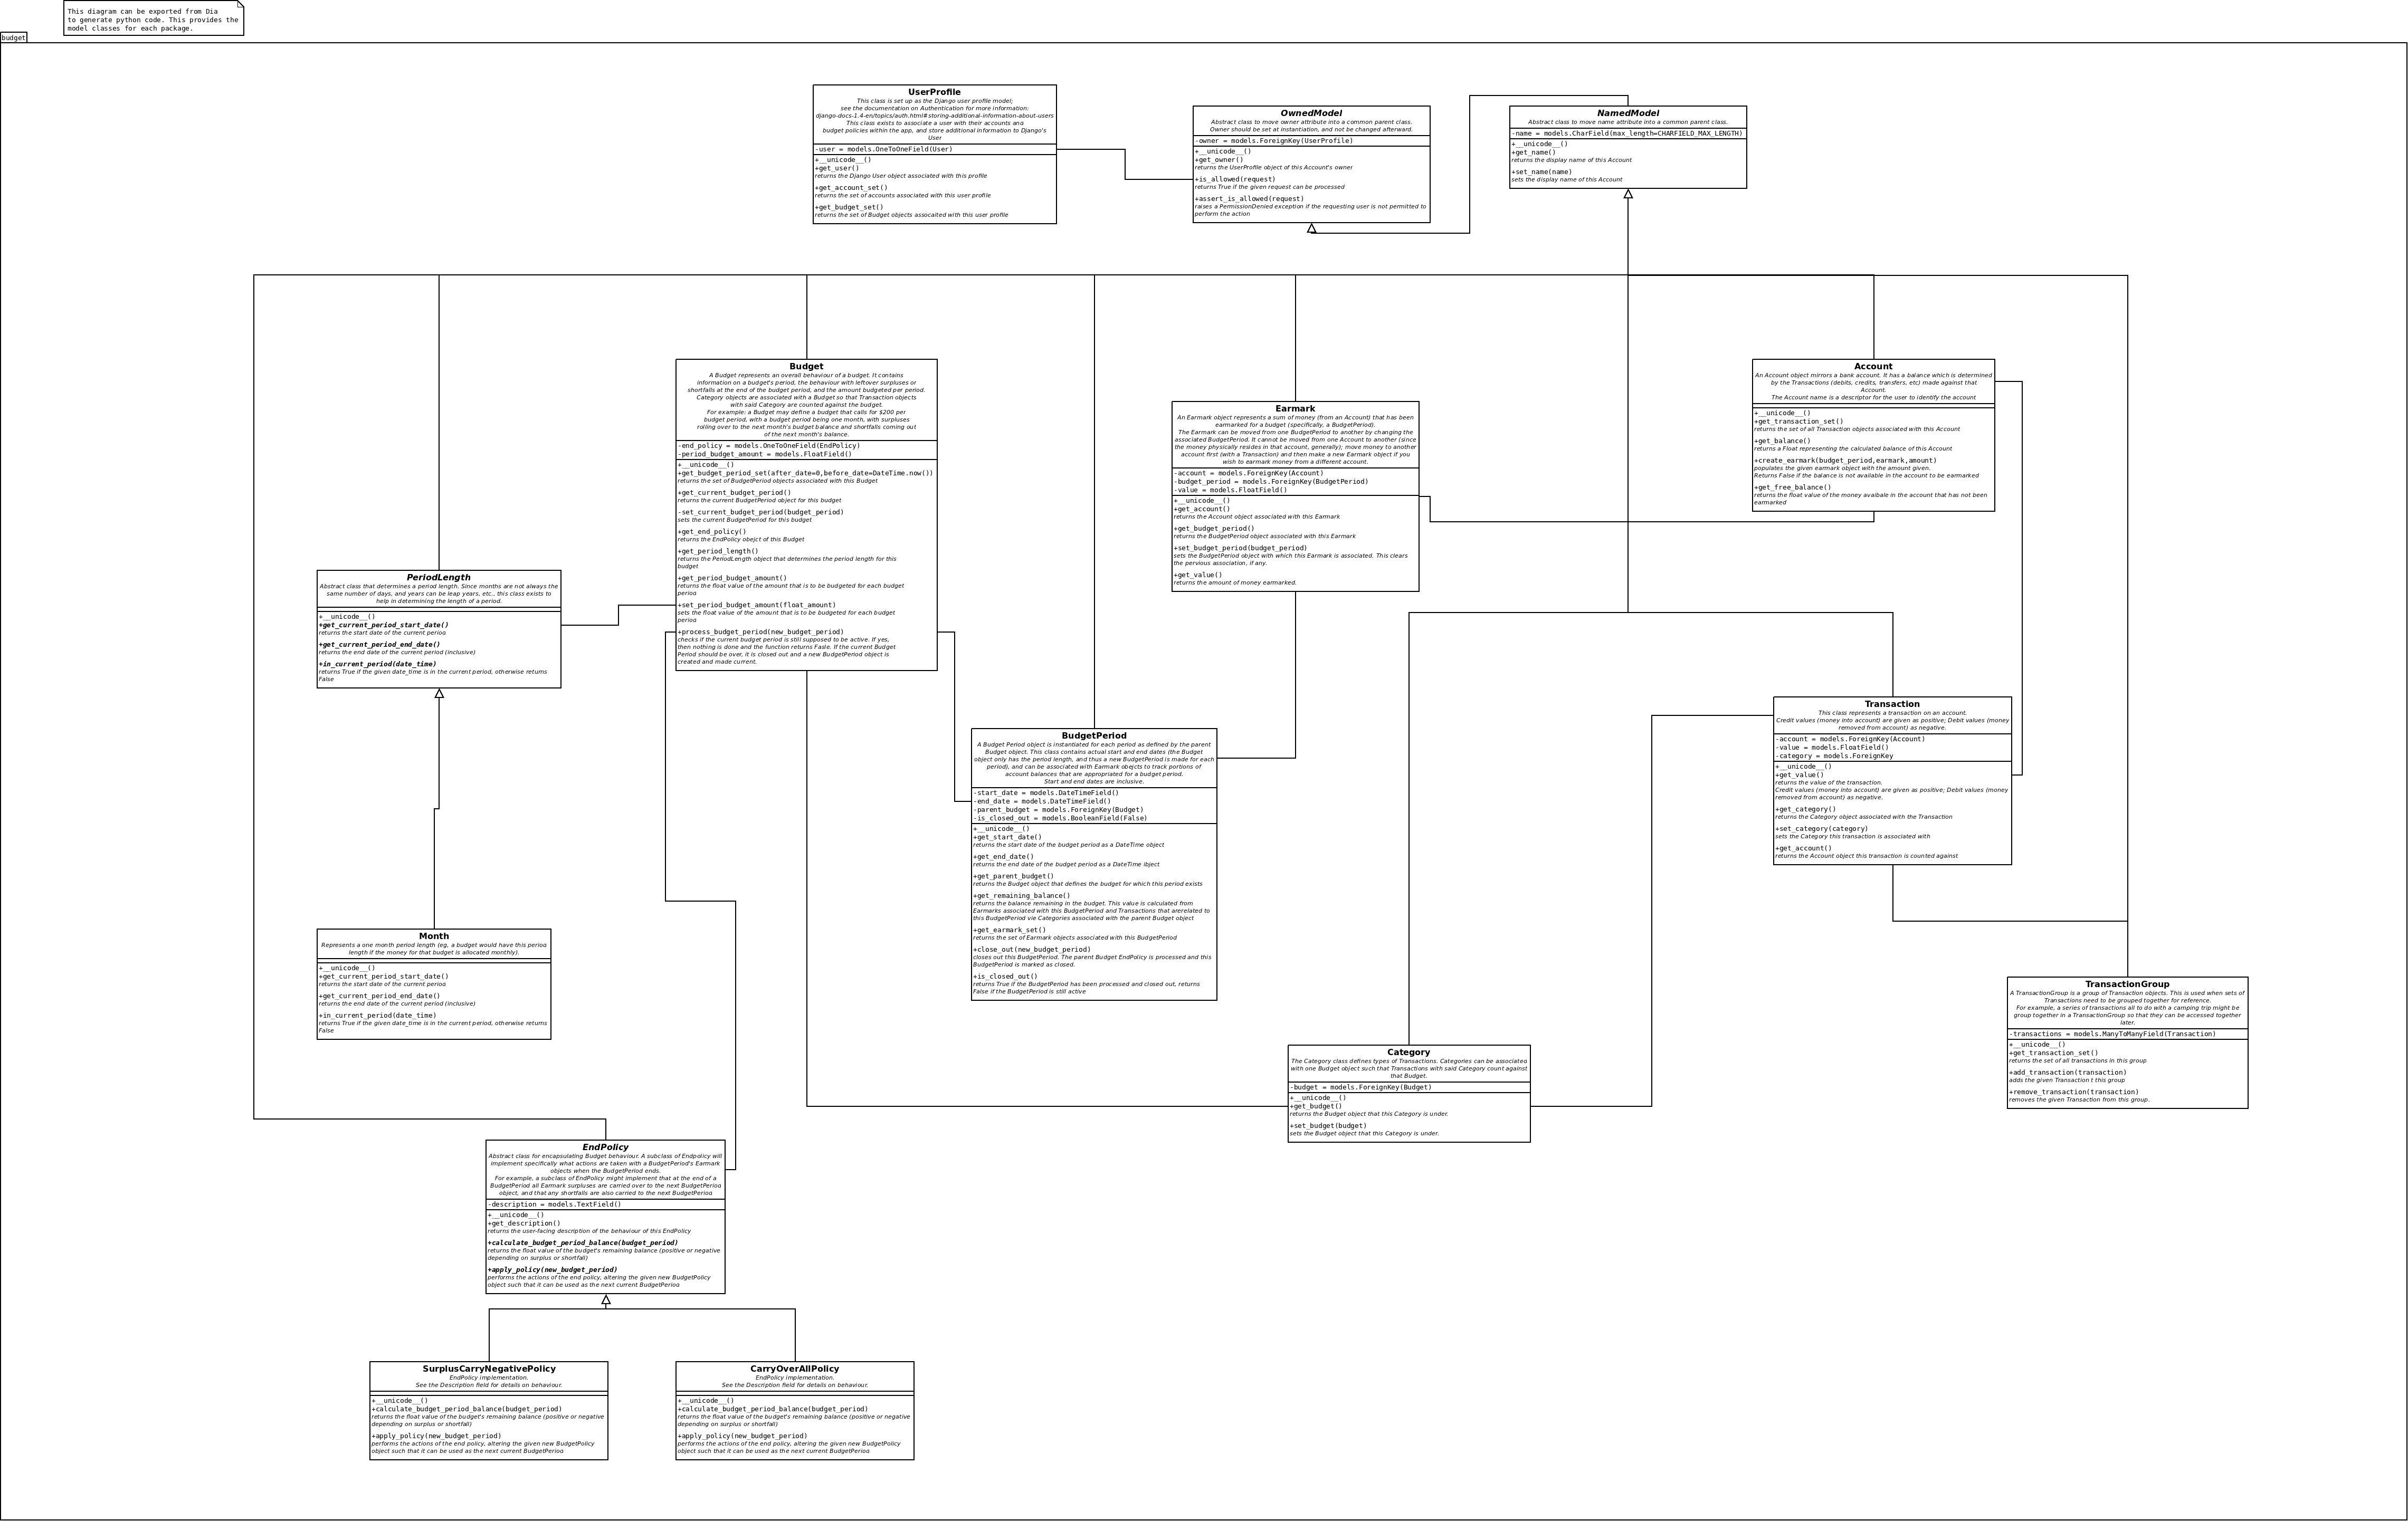 This diagram can be exported from Dia
to generate python code. This provides the
model classes for each package.
budget
UserProfile
This class is set up as the Django user profile model;
see the documentation on Authentication for more information:
django-docs-1.4-en/topics/auth.html#storing-additional-information-about-users
This class exists to associate a user with their accounts and
budget policies within the app, and store additional information to Django's
User
-user = models.OneToOneField(User)
+__unicode__()
+get_user()
returns the Django User object associated with this profile
+get_account_set()
returns the set of accounts associated with this user profile
+get_budget_set()
returns the set of Budget objects assocaited with this user profile
OwnedModel
Abstract class to move owner attribute into a common parent class.
Owner should be set at instantiation, and not be changed afterward.
-owner = models.ForeignKey(UserProfile)
+__unicode__()
+get_owner()
returns the UserProfile object of this Account's owner
+is_allowed(request)
returns True if the given request can be processed
+assert_is_allowed(request)
raises a PermissionDenied exception if the requesting user is not permitted to
perform the action
NamedModel
Abstract class to move name attribute into a common parent class.
-name = models.CharField(max_length=CHARFIELD_MAX_LENGTH)
+__unicode__()
+get_name()
returns the display name of this Account
+set_name(name)
sets the display name of this Account
Budget
A Budget represents an overall behaviour of a budget. It contains
information on a budget's period, the behaviour with leftover surpluses or
shortfalls at the end of the budget period, and the amount budgeted per period.
Category objects are associated with a Budget so that Transaction objects
with said Category are counted against the budget.
For example: a Budget may define a budget that calls for $200 per
budget period, with a budget period being one month, with surpluses
rolling over to the next month's budget balance and shortfalls coming out
of the next month's balance.
-end_policy = models.OneToOneField(EndPolicy)
-period_budget_amount = models.FloatField()
+__unicode__()
+get_budget_period_set(after_date=0,before_date=DateTime.now())
returns the set of BudgetPeriod objects associated with this Budget
+get_current_budget_period()
returns the current BudgetPeriod object for this budget
-set_current_budget_period(budget_period)
sets the current BudgetPeriod for this budget
+get_end_policy()
returns the EndPolicy obejct of this Budget
+get_period_length()
returns the PeriodLength object that determines the period length for this
budget
+get_period_budget_amount()
returns the float value of the amount that is to be budgeted for each budget
period
+set_period_budget_amount(float_amount)
sets the float value of the amount that is to be budgeted for each budget
period
+process_budget_period(new_budget_period)
checks if the current budget period is still supposed to be active. If yes,
then nothing is done and the function returns Fasle. If the current Budget
Period should be over, it is closed out and a new BudgetPeriod object is
created and made current.
Earmark
An Earmark object represents a sum of money (from an Account) that has been
earmarked for a budget (specifically, a BudgetPeriod).
The Earmark can be moved from one BudgetPeriod to another by changing the
associated BudgetPeriod. It cannot be moved from one Account to another (since
the money physically resides in that account, generally); move money to another
account first (with a Transaction) and then make a new Earmark object if you
wish to earmark money from a different account.
-account = models.ForeignKey(Account)
-budget_period = models.ForeignKey(BudgetPeriod)
-value = models.FloatField()
+__unicode__()
+get_account()
returns the Account object associated with this Earmark
+get_budget_period()
returns the BudgetPeriod object associated with this Earmark
+set_budget_period(budget_period)
sets the BudgetPeriod object with which this Earmark is associated. This clears
the pervious association, if any.
+get_value()
returns the amount of money earmarked.
Account
An Account object mirrors a bank account. It has a balance which is determined
by the Transactions (debits, credits, transfers, etc) made against that
Account.
The Account name is a descriptor for the user to identify the account
+__unicode__()
+get_transaction_set()
returns the set of all Transaction objects associated with this Account
+get_balance()
returns a Float representing the calculated balance of this Account
+create_earmark(budget_period,earmark,amount)
populates the given earmark object with the amount given.
Returns False if the balance is not available in the account to be earmarked
+get_free_balance()
returns the float value of the money avaibale in the account that has not been
earmarked
PeriodLength
Abstract class that determines a period length. Since months are not always the
same number of days, and years can be leap years, etc., this class exists to
help in determining the length of a period.
+__unicode__()
+get_current_period_start_date()
returns the start date of the current period
+get_current_period_end_date()
returns the end date of the current period (inclusive)
+in_current_period(date_time)
returns True if the given date_time is in the current period, otherwise returns
False
Transaction
This class represents a transaction on an account.
Credit values (money into account) are given as positive; Debit values (money
removed from account) as negative.
-account = models.ForeignKey(Account)
-value = models.FloatField()
-category = models.ForeignKey
+__unicode__()
+get_value()
returns the value of the transaction.
Credit values (money into account) are given as positive; Debit values (money
removed from account) as negative.
+get_category()
returns the Category object associated with the Transaction
+set_category(category)
sets the Category this transaction is associated with
+get_account()
returns the Account object this transaction is counted against
BudgetPeriod
A Budget Period object is instantiated for each period as defined by the parent
Budget object. This class contains actual start and end dates (the Budget
object only has the period length, and thus a new BudgetPeriod is made for each
period), and can be associated with Earmark obejcts to track portions of
account balances that are appropriated for a budget period.
Start and end dates are inclusive.
-start_date = models.DateTimeField()
-end_date = models.DateTimeField()
-parent_budget = models.ForeignKey(Budget)
-is_closed_out = models.BooleanField(False)
+__unicode__()
+get_start_date()
returns the start date of the budget period as a DateTime object
+get_end_date()
returns the end date of the budget period as a DateTime ibject
+get_parent_budget()
returns the Budget object that defines the budget for which this period exists
+get_remaining_balance()
returns the balance remaining in the budget. This value is calculated from
Earmarks associated with this BudgetPeriod and Transactions that arerelated to
this BudgetPeriod vie Categories associated with the parent Budget object
+get_earmark_set()
returns the set of Earmark objects associated with this BudgetPeriod
+close_out(new_budget_period)
closes out this BudgetPeriod. The parent Budget EndPolicy is processed and this
BudgetPeriod is marked as closed.
+is_closed_out()
returns True if the BudgetPeriod has been processed and closed out, returns
False if the BudgetPeriod is still active
Month
Represents a one month period length (eg, a budget would have this period
length if the money for that budget is allocated monthly).
+__unicode__()
+get_current_period_start_date()
returns the start date of the current period
+get_current_period_end_date()
returns the end date of the current period (inclusive)
+in_current_period(date_time)
returns True if the given date_time is in the current period, otherwise returns
False
TransactionGroup
A TransactionGroup is a group of Transaction objects. This is used when sets of
Transactions need to be grouped together for reference.
For example, a series of transactions all to do with a camping trip might be
group together in a TransactionGroup so that they can be accessed together
later.
-transactions = models.ManyToManyField(Transaction)
+__unicode__()
+get_transaction_set()
returns the set of all transactions in this group
+add_transaction(transaction)
adds the given Transaction t this group
+remove_transaction(transaction)
removes the given Transaction from this group.
Category
The Category class defines types of Transactions. Categories can be associated
with one Budget object such that Transactions with said Category count against
that Budget.
-budget = models.ForeignKey(Budget)
+__unicode__()
+get_budget()
returns the Budget object that this Category is under.
+set_budget(budget)
sets the Budget object that this Category is under.
EndPolicy
Abstract class for encapsulating Budget behaviour. A subclass of Endpolicy will
implement specifically what actions are taken with a BudgetPeriod's Earmark
objects when the BudgetPeriod ends.
For example, a subclass of EndPolicy might implement that at the end of a
BudgetPeriod all Earmark surpluses are carried over to the next BudgetPeriod
object, and that any shortfalls are also carried to the next BudgetPeriod
-description = models.TextField()
+__unicode__()
+get_description()
returns the user-facing description of the behaviour of this EndPolicy
+calculate_budget_period_balance(budget_period)
returns the float value of the budget's remaining balance (positive or negative
depending on surplus or shortfall)
+apply_policy(new_budget_period)
performs the actions of the end policy, altering the given new BudgetPolicy
object such that it can be used as the next current BudgetPeriod
SurplusCarryNegativePolicy
EndPolicy implementation.
See the Description field for details on behaviour.
+__unicode__()
+calculate_budget_period_balance(budget_period)
returns the float value of the budget's remaining balance (positive or negative
depending on surplus or shortfall)
+apply_policy(new_budget_period)
performs the actions of the end policy, altering the given new BudgetPolicy
object such that it can be used as the next current BudgetPeriod
CarryOverAllPolicy
EndPolicy implementation.
See the Description field for details on behaviour.
+__unicode__()
+calculate_budget_period_balance(budget_period)
returns the float value of the budget's remaining balance (positive or negative
depending on surplus or shortfall)
+apply_policy(new_budget_period)
performs the actions of the end policy, altering the given new BudgetPolicy
object such that it can be used as the next current BudgetPeriod